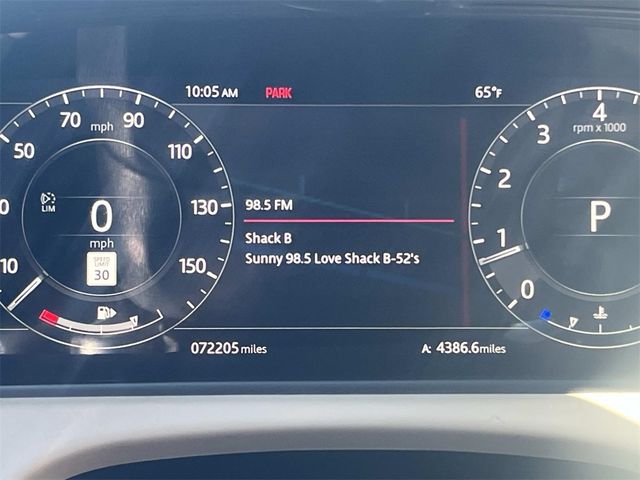 10:05 AM PARK 65°F
70 mph 90
50 110
130
10 150
LIM
0
mph
SPEED LIMIT
30
98.5 FM
Shack B
Sunny 98.5 Love Shack B-52's
4
rpm x 1000
3
2
1
0
P
072205 miles A: 4386.6 miles